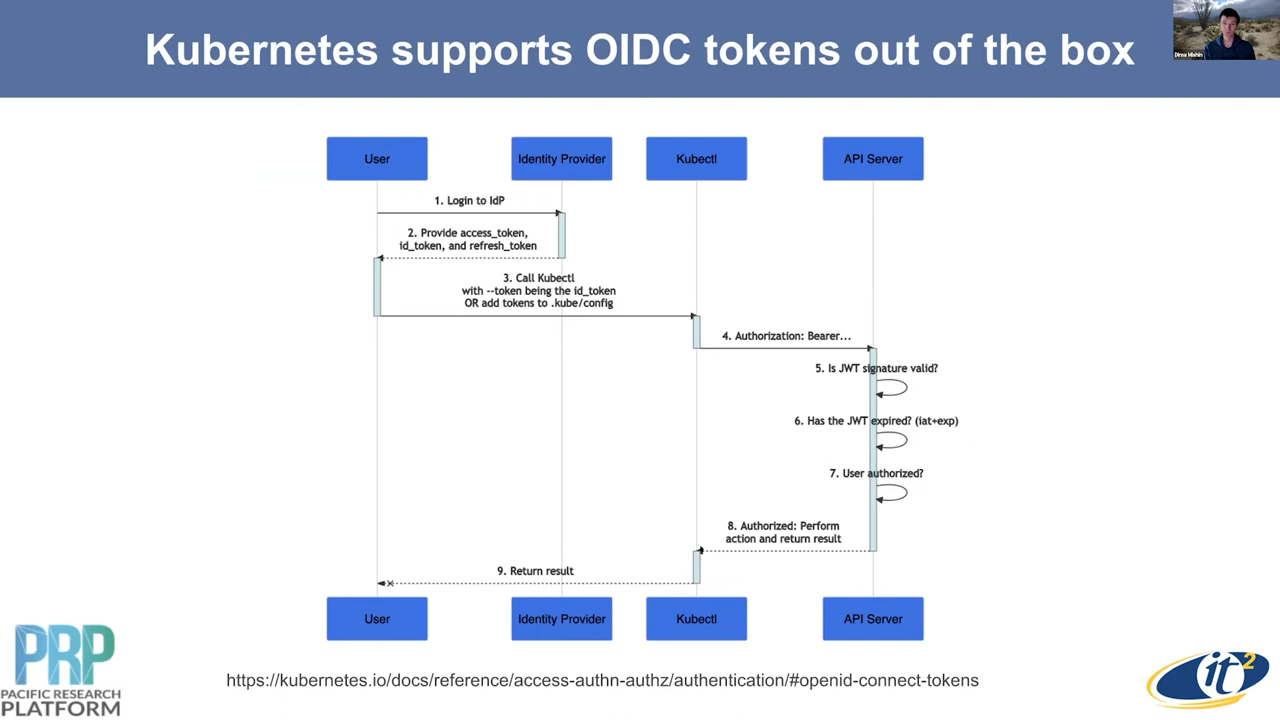 Kubernetes supports OIDC tokens out of the box
Dima Mishin
User
Identity Provider
Kubectl
API Server
1. Login to IdP
2. Provide access_token,
id_token, and refresh_token
3. Call Kubectl
with --token being the id_token
OR add tokens to .kube/config
4. Authorization: Bearer...
5. Is JWT signature valid?
6. Has the JWT expired? (iat+exp)
7. User authorized?
8. Authorized: Perform
action and return result
9. Return result
User
Identity Provider
Kubectl
API Server
PRP
PACIFIC RESEARCH
PLATFORM
https://kubernetes.io/docs/reference/access-authn-authz/authentication/#openid-connect-tokens
it2